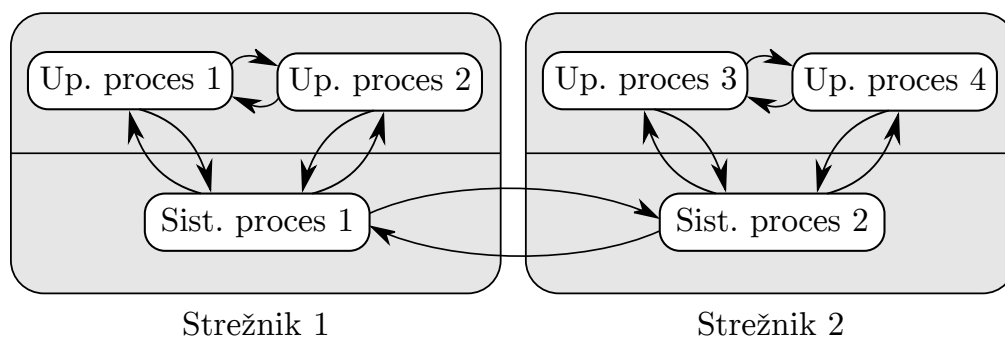 Up. proces 1 Up. proces 2 Up. proces 3 Up. proces 4
Sist. proces 1 Sist. proces 2
Strežnik 1 Strežnik 2